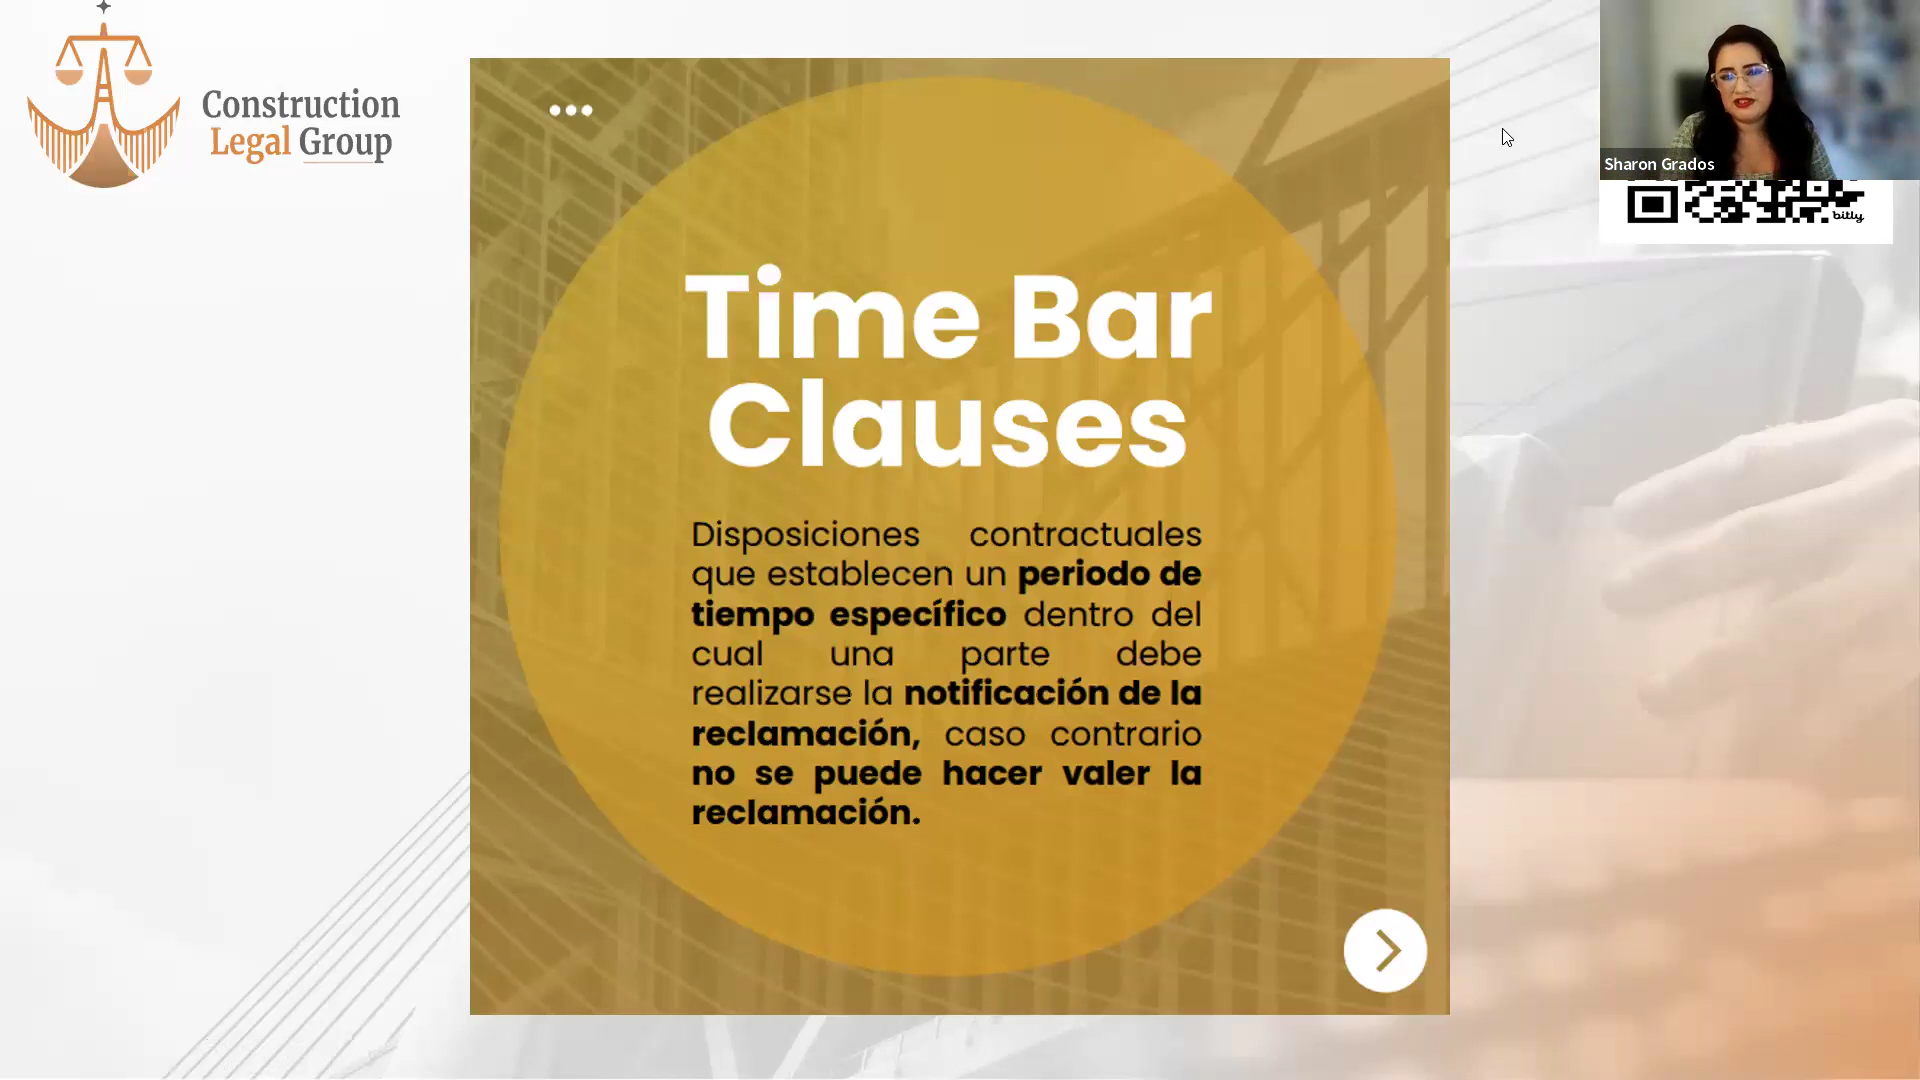 Construction
Legal Group
Time Bar
Clauses
Disposiciones contractuales
que establecen un periodo de
tiempo específico dentro del
cual una parte debe
realizarse la notificación de la
reclamación, caso contrario
no se puede hacer valer la
reclamación.
Sharon Grados
bitly